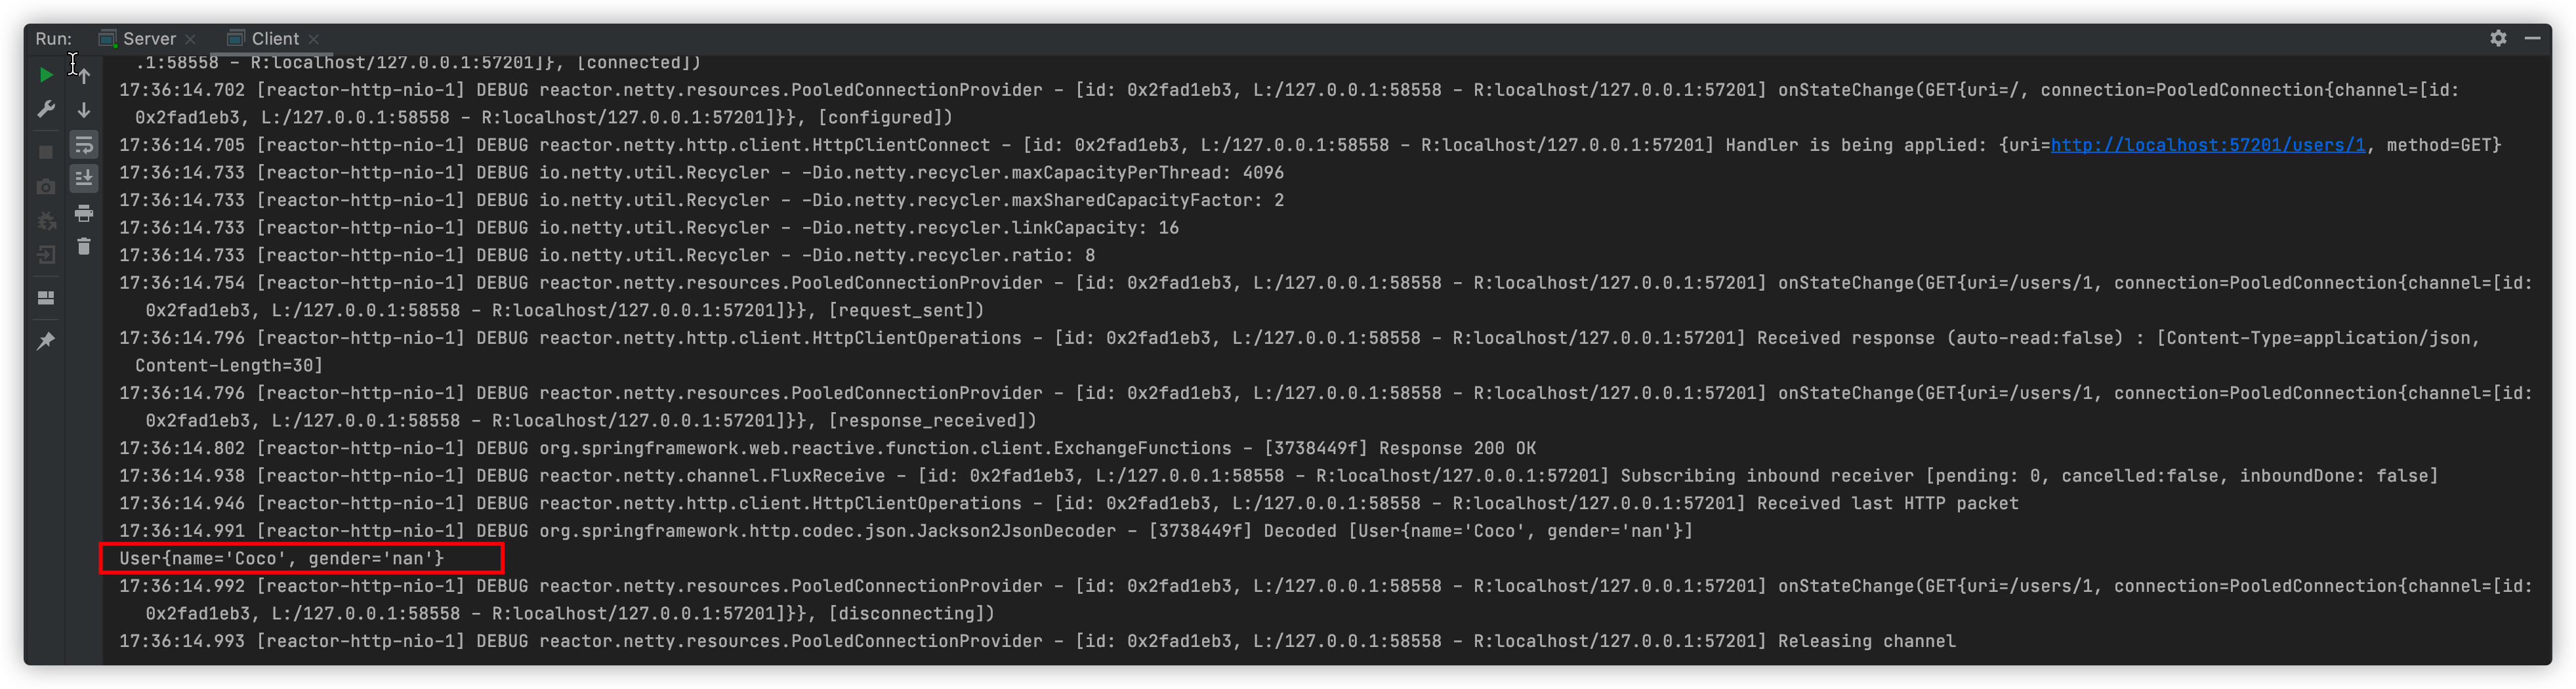 Run: Server Client
.1:58558 - R:localhost/127.0.0.1:57201]}, [connected])
17:36:14.702 [reactor-http-nio-1] DEBUG reactor.netty.resources.PooledConnectionProvider - [id: 0x2fad1eb3, L:/127.0.0.1:58558 - R:localhost/127.0.0.1:57201] onStateChange(GET{uri=/, connection=PooledConnection{channel=[id:
0x2fad1eb3, L:/127.0.0.1:58558 - R:localhost/127.0.0.1:57201]}}, [configured])
17:36:14.705 [reactor-http-nio-1] DEBUG reactor.netty.http.client.HttpClientConnect - [id: 0x2fad1eb3, L:/127.0.0.1:58558 - R:localhost/127.0.0.1:57201] Handler is being applied: {uri=http://localhost:57201/users/1, method=GET}
17:36:14.733 [reactor-http-nio-1] DEBUG io.netty.util.Recycler - -Dio.netty.recycler.maxCapacityPerThread: 4096
17:36:14.733 [reactor-http-nio-1] DEBUG io.netty.util.Recycler - -Dio.netty.recycler.maxSharedCapacityFactor: 2
17:36:14.733 [reactor-http-nio-1] DEBUG io.netty.util.Recycler - -Dio.netty.recycler.linkCapacity: 16
17:36:14.733 [reactor-http-nio-1] DEBUG io.netty.util.Recycler - -Dio.netty.recycler.ratio: 8
17:36:14.754 [reactor-http-nio-1] DEBUG reactor.netty.resources.PooledConnectionProvider - [id: 0x2fad1eb3, L:/127.0.0.1:58558 - R:localhost/127.0.0.1:57201] onStateChange(GET{uri=/users/1, connection=PooledConnection{channel=[id:
0x2fad1eb3, L:/127.0.0.1:58558 - R:localhost/127.0.0.1:57201]}}, [request_sent])
17:36:14.796 [reactor-http-nio-1] DEBUG reactor.netty.http.client.HttpClientOperations - [id: 0x2fad1eb3, L:/127.0.0.1:58558 - R:localhost/127.0.0.1:57201] Received response (auto-read:false) : [Content-Type=application/json,
Content-Length=30]
17:36:14.796 [reactor-http-nio-1] DEBUG reactor.netty.resources.PooledConnectionProvider - [id: 0x2fad1eb3, L:/127.0.0.1:58558 - R:localhost/127.0.0.1:57201] onStateChange(GET{uri=/users/1, connection=PooledConnection{channel=[id:
0x2fad1eb3, L:/127.0.0.1:58558 - R:localhost/127.0.0.1:57201]}}, [response_received])
17:36:14.802 [reactor-http-nio-1] DEBUG org.springframework.web.reactive.function.client.ExchangeFunctions - [3738449f] Response 200 OK
17:36:14.938 [reactor-http-nio-1] DEBUG reactor.netty.channel.FluxReceive - [id: 0x2fad1eb3, L:/127.0.0.1:58558 - R:localhost/127.0.0.1:57201] Subscribing inbound receiver [pending: 0, cancelled:false, inboundDone: false]
17:36:14.946 [reactor-http-nio-1] DEBUG reactor.netty.http.client.HttpClientOperations - [id: 0x2fad1eb3, L:/127.0.0.1:58558 - R:localhost/127.0.0.1:57201] Received last HTTP packet
17:36:14.991 [reactor-http-nio-1] DEBUG org.springframework.http.codec.json.Jackson2JsonDecoder - [3738449f] Decoded [User{name='Coco', gender='nan'}]
User{name='Coco', gender='nan'}
17:36:14.992 [reactor-http-nio-1] DEBUG reactor.netty.resources.PooledConnectionProvider - [id: 0x2fad1eb3, L:/127.0.0.1:58558 - R:localhost/127.0.0.1:57201] onStateChange(GET{uri=/users/1, connection=PooledConnection{channel=[id:
0x2fad1eb3, L:/127.0.0.1:58558 - R:localhost/127.0.0.1:57201]}}, [disconnecting])
17:36:14.993 [reactor-http-nio-1] DEBUG reactor.netty.resources.PooledConnectionProvider - [id: 0x2fad1eb3, L:/127.0.0.1:58558 - R:localhost/127.0.0.1:57201] Releasing channel